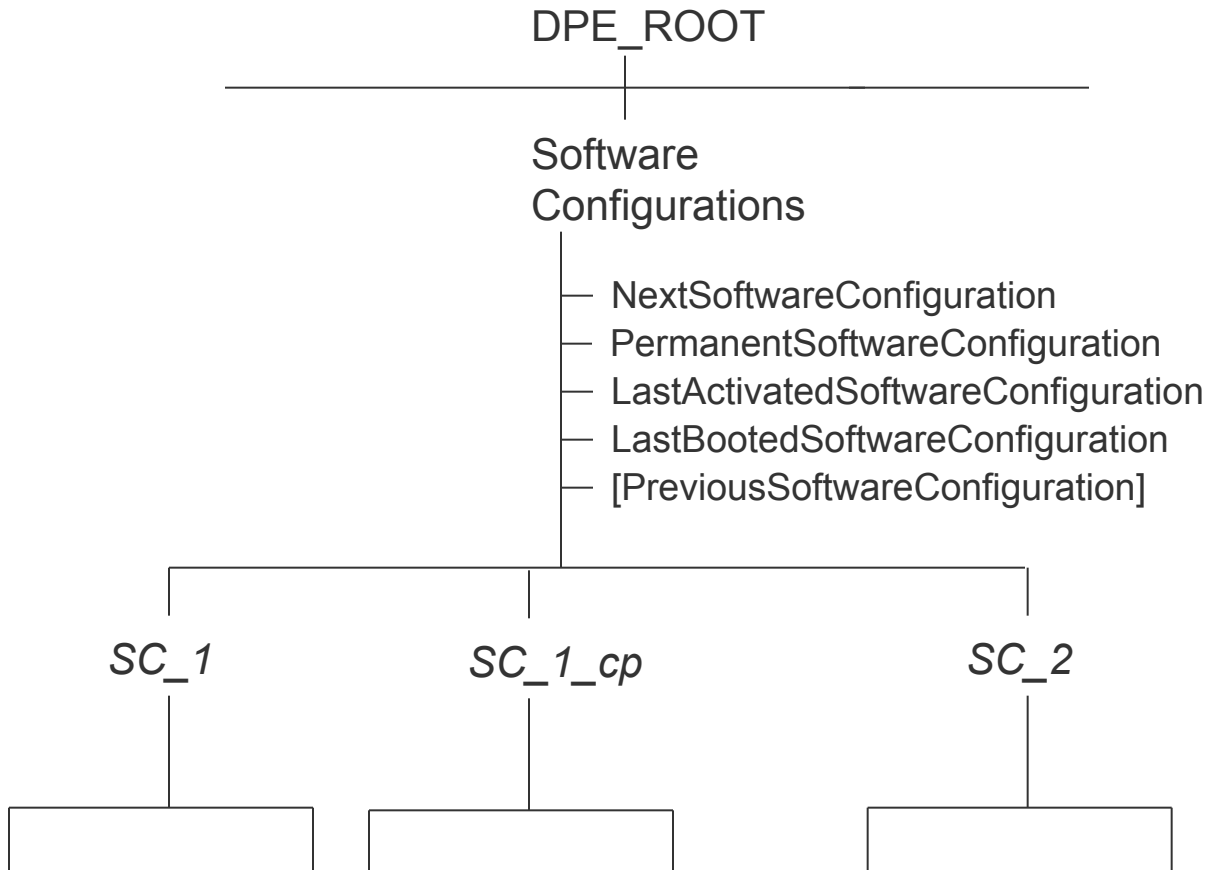 DPE_ROOT
Software
Configurations
NextSoftwareConfiguration
PermanentSoftwareConfiguration
LastActivatedSoftwareConfiguration
LastBootedSoftwareConfiguration
[PreviousSoftwareConfiguration]
SC_1
SC_1_cp
SC_2